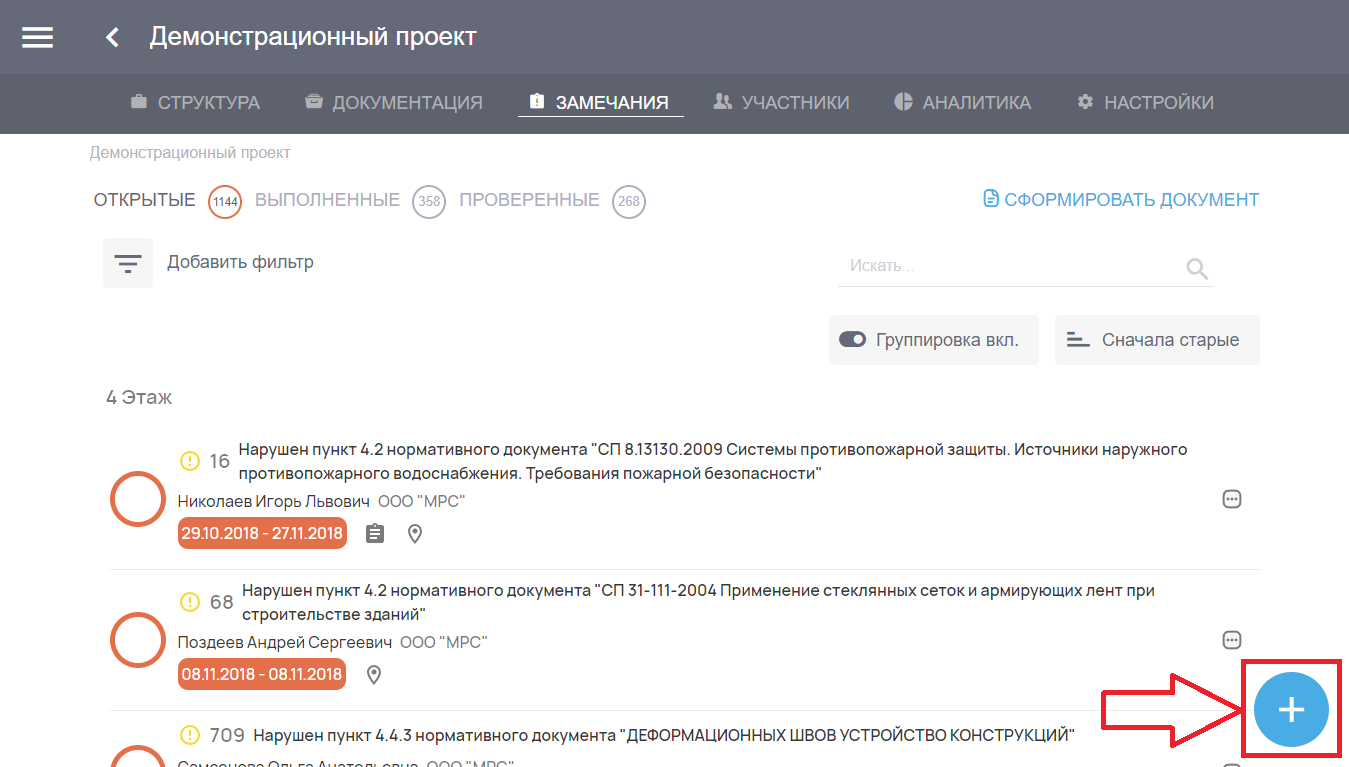 Демонстрационный проект
СТРУКТУРА ДОКУМЕНТАЦИЯ ЗАМЕЧАНИЯ УЧАСТНИКИ АНАЛИТИКА НАСТРОЙКИ
Демонстрационный проект
ОТКРЫТЫЕ 1144 ВЫПОЛНЕННЫЕ 358 ПРОВЕРЕННЫЕ 268 СФОРМИРОВАТЬ ДОКУМЕНТ
Добавить фильтр Искать...
Группировка вкл. Сначала старые
4 Этаж
16 Нарушен пункт 4.2 нормативного документа "СП 8.13130.2009 Системы противопожарной защиты. Источники наружного
противопожарного водоснабжения. Требования пожарной безопасности"
Николаев Игорь Львович ООО "МРС"
29.10.2018 - 27.11.2018
68 Нарушен пункт 4.2 нормативного документа "СП 31-111-2004 Применение стеклянных сеток и армирующих лент при
строительстве зданий"
Поздеев Андрей Сергеевич ООО "МРС"
08.11.2018 - 08.11.2018
709 Нарушен пункт 4.4.3 нормативного документа "ДЕФОРМАЦИОННЫХ ШВОВ УСТРОЙСТВО КОНСТРУКЦИЙ"
Самсонова Ольга Анатольевна ООО "МРС"